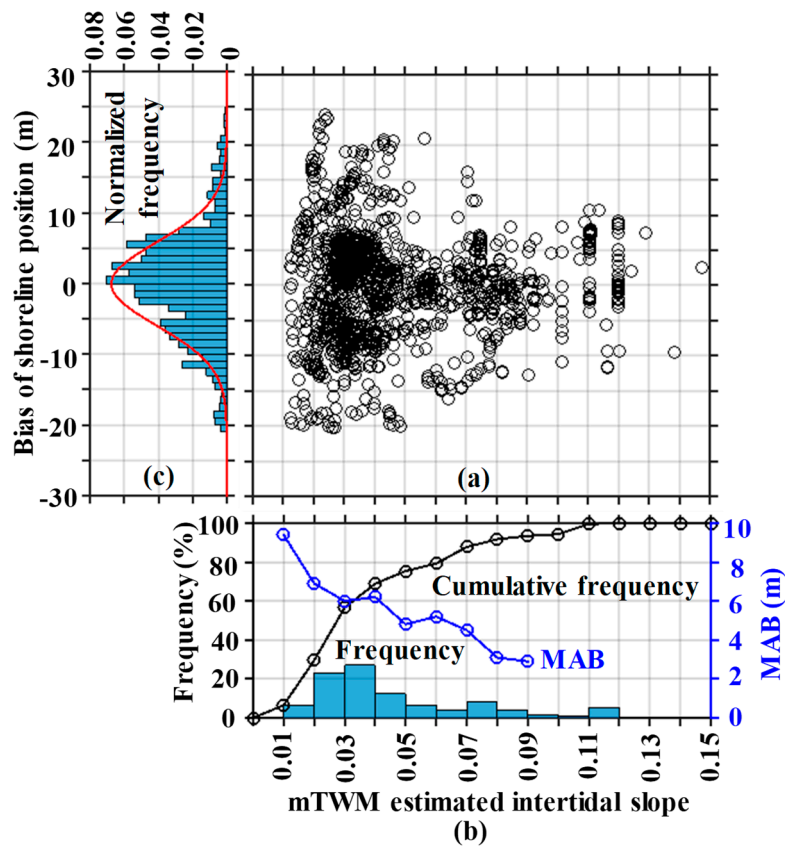 0.08
0.06
0.04
0.02
0
30
20
10
0
-10
-20
-30
Bias of shoreline position (m)
Normalized
frequency
(c)
(a)
100
80
60
40
20
0
Frequency (%)
10
8
6
4
2
0
MAB (m)
Cumulative frequency
Frequency
MAB
0.01
0.03
0.05
0.07
0.09
0.11
0.13
0.15
mTWM estimated intertidal slope
(b)